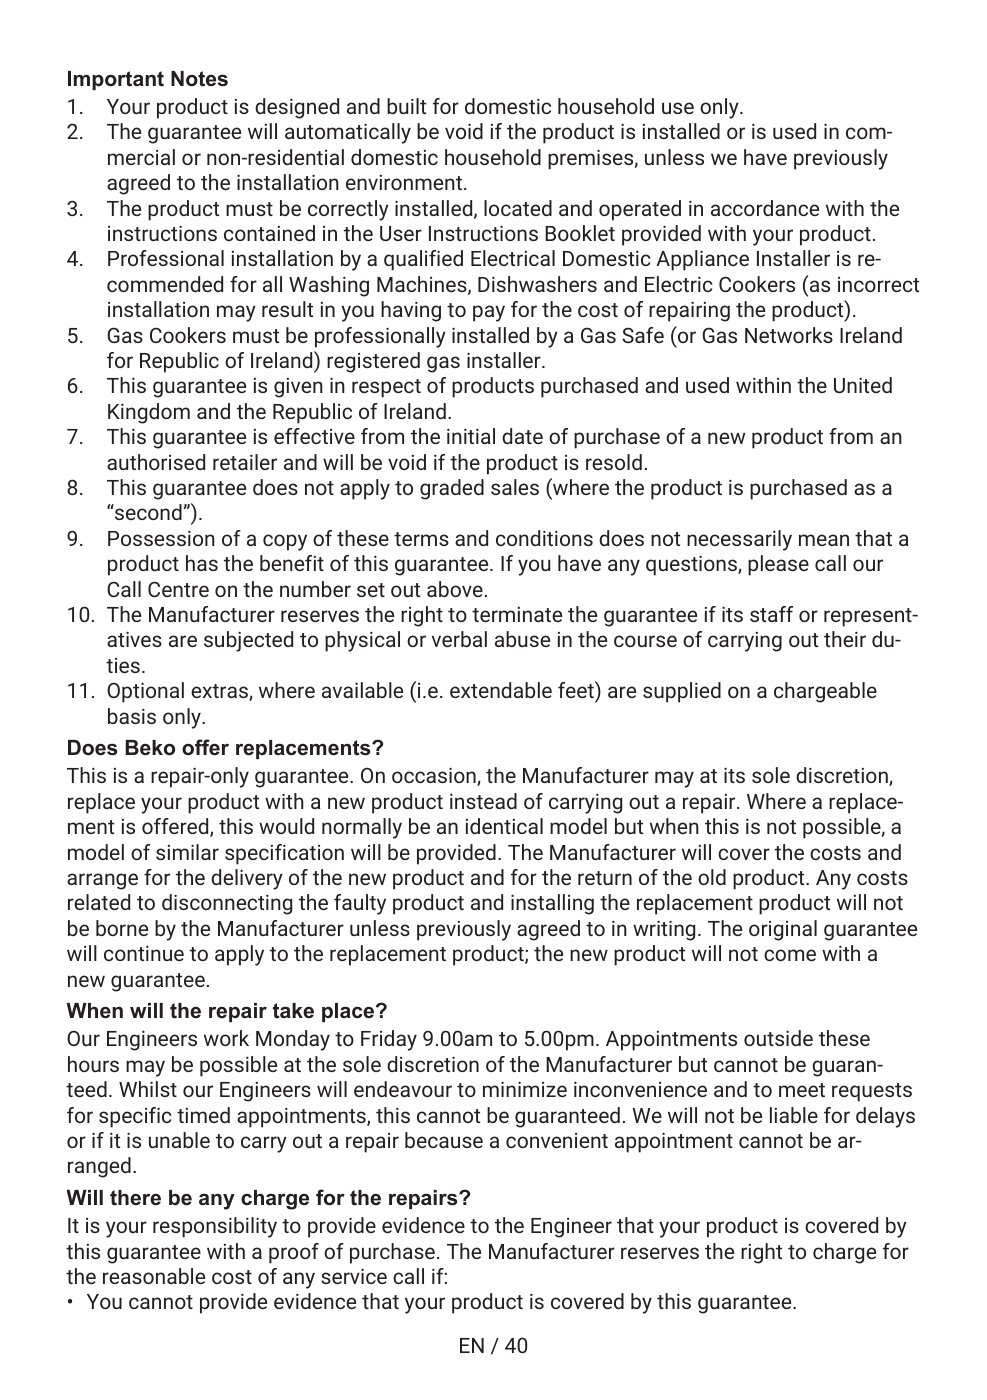 Important Notes
1. Your product is designed and built for domestic household use only.
2. The guarantee will automatically be void if the product is installed or is used in com-
mercial or non-residential domestic household premises, unless we have previously
agreed to the installation environment.
3. The product must be correctly installed, located and operated in accordance with the
instructions contained in the User Instructions Booklet provided with your product.
4. Professional installation by a qualified Electrical Domestic Appliance Installer is re-
commended for all Washing Machines, Dishwashers and Electric Cookers (as incorrect
installation may result in you having to pay for the cost of repairing the product).
5. Gas Cookers must be professionally installed by a Gas Safe (or Gas Networks Ireland
for Republic of Ireland) registered gas installer.
6. This guarantee is given in respect of products purchased and used within the United
Kingdom and the Republic of Ireland.
7. This guarantee is effective from the initial date of purchase of a new product from an
authorised retailer and will be void if the product is resold.
8. This guarantee does not apply to graded sales (where the product is purchased as a
“second”).
9. Possession of a copy of these terms and conditions does not necessarily mean that a
product has the benefit of this guarantee. If you have any questions, please call our
Call Centre on the number set out above.
10. The Manufacturer reserves the right to terminate the guarantee if its staff or represent-
atives are subjected to physical or verbal abuse in the course of carrying out their du-
ties.
11. Optional extras, where available (i.e. extendable feet) are supplied on a chargeable
basis only.
Does Beko offer replacements?
This is a repair-only guarantee. On occasion, the Manufacturer may at its sole discretion,
replace your product with a new product instead of carrying out a repair. Where a replace-
ment is offered, this would normally be an identical model but when this is not possible, a
model of similar specification will be provided. The Manufacturer will cover the costs and
arrange for the delivery of the new product and for the return of the old product. Any costs
related to disconnecting the faulty product and installing the replacement product will not
be borne by the Manufacturer unless previously agreed to in writing. The original guarantee
will continue to apply to the replacement product; the new product will not come with a
new guarantee.
When will the repair take place?
Our Engineers work Monday to Friday 9.00am to 5.00pm. Appointments outside these
hours may be possible at the sole discretion of the Manufacturer but cannot be guaran-
teed. Whilst our Engineers will endeavour to minimize inconvenience and to meet requests
for specific timed appointments, this cannot be guaranteed. We will not be liable for delays
or if it is unable to carry out a repair because a convenient appointment cannot be ar-
ranged.
Will there be any charge for the repairs?
It is your responsibility to provide evidence to the Engineer that your product is covered by
this guarantee with a proof of purchase. The Manufacturer reserves the right to charge for
the reasonable cost of any service call if:
• You cannot provide evidence that your product is covered by this guarantee.
EN / 40